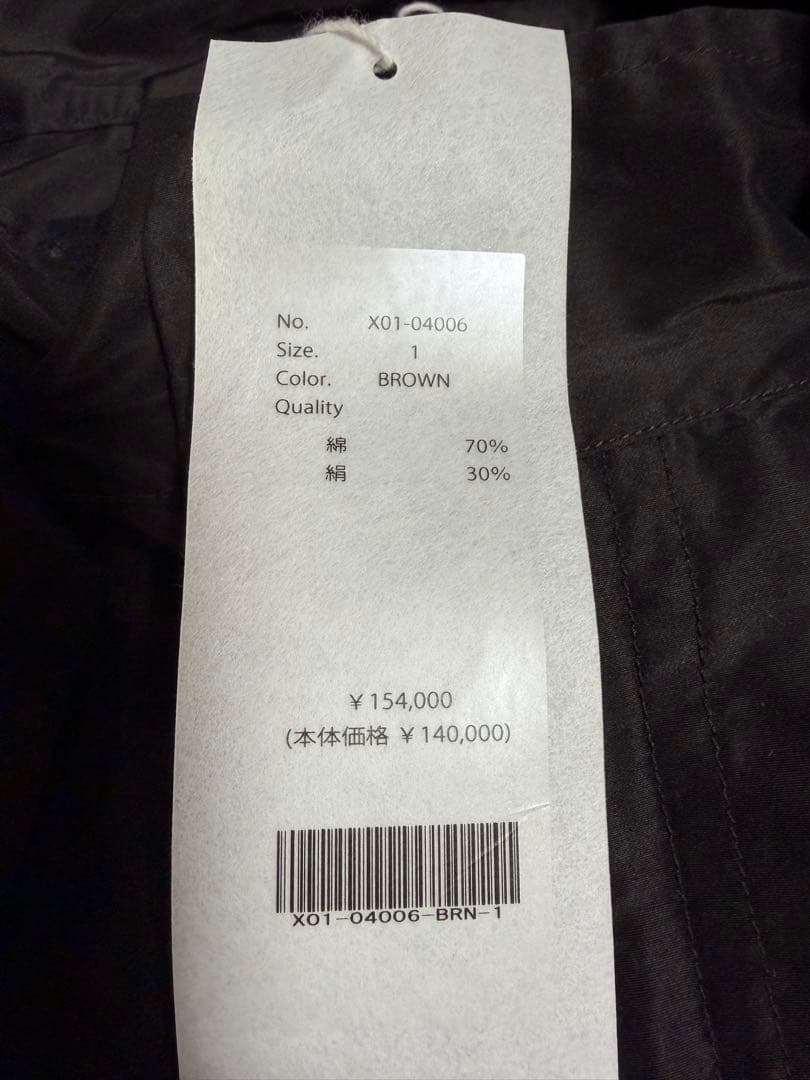 No. X01-04006
Size. 1
Color. BROWN
Quality
綿 70%
絹 30%
¥154,000
(本体価格 ¥140,000)
X01-04006-BRN-1